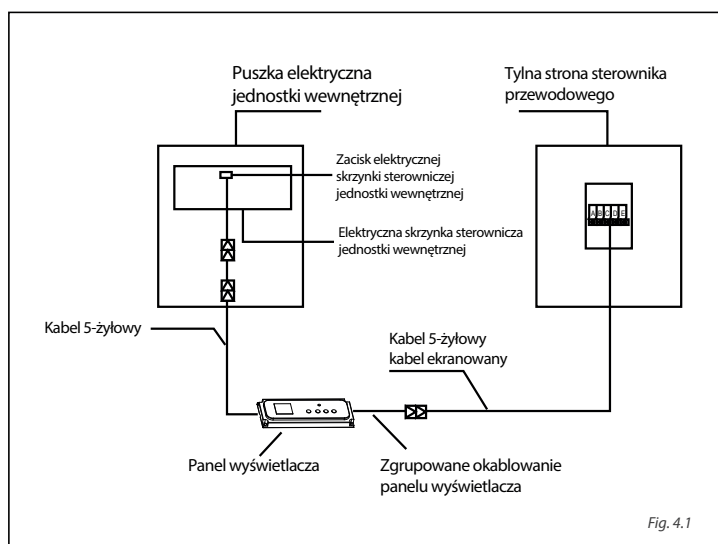 Puszka elektryczna
jednostki wewnętrznej
Tylna strona sterownika
przewodowego
Zacisk elektrycznej
skrzynki sterowniczej
jednostki wewnętrznej
A B C D E
Elektryczna skrzynka sterownicza
jednostki wewnętrznej
Kabel 5-żyłowy
Kabel 5-żyłowy
kabel ekranowany
Panel wyświetlacza
Zgrupowane okablowanie
panelu wyświetlacza
Fig. 4.1